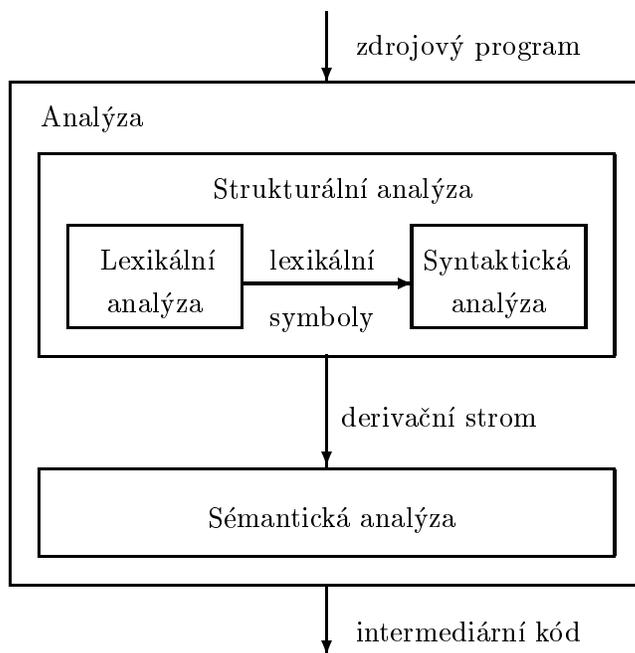 zdrojový program
Analýza
Strukturální analýza
Lexikální
analýza
lexikální
symboly
Syntaktická
analýza
derivační strom
Sémantická analýza
intermediární kód